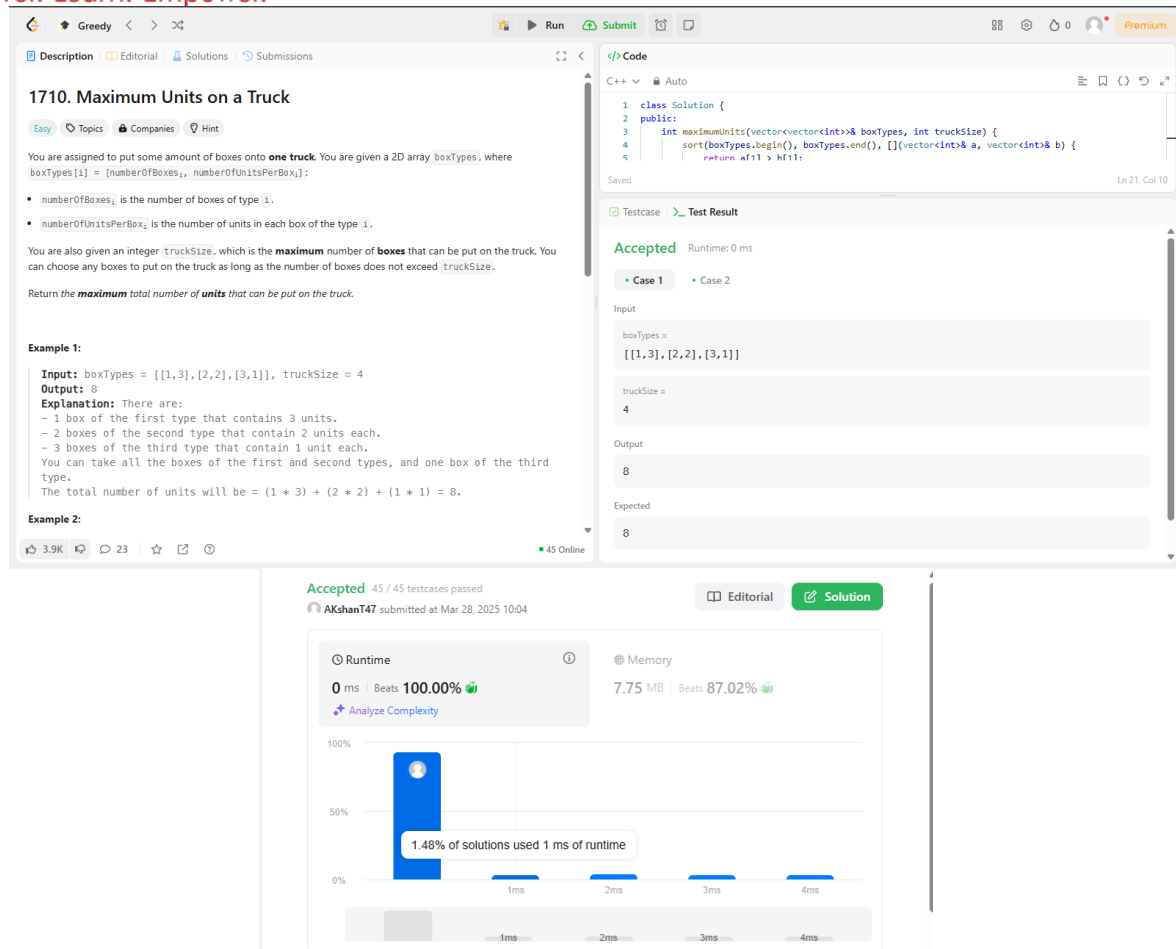 Learn. Empower.
Greedy
Run
Submit
0
Premium
Description
Editorial
Solutions
Submissions
1710. Maximum Units on a Truck
Easy
Topics
Companies
Hint
You are assigned to put some amount of boxes onto one truck. You are given a 2D array boxTypes, where
boxTypes[i] = [numberOfBoxesi, numberOfUnitsPerBoxi]:
• numberOfBoxesi is the number of boxes of type i.
• numberOfUnitsPerBoxi is the number of units in each box of the type i.
You are also given an integer truckSize, which is the maximum number of boxes that can be put on the truck. You
can choose any boxes to put on the truck as long as the number of boxes does not exceed truckSize.
Return the maximum total number of units that can be put on the truck.
Example 1:
Input: boxTypes = [[1,3],[2,2],[3,1]], truckSize = 4
Output: 8
Explanation: There are:
- 1 box of the first type that contains 3 units.
- 2 boxes of the second type that contain 2 units each.
- 3 boxes of the third type that contain 1 unit each.
You can take all the boxes of the first and second types, and one box of the third
type.
The total number of units will be = (1 * 3) + (2 * 2) + (1 * 1) = 8.
Example 2:
3.9K
23
45 Online
</> Code
C++
Auto
1 class Solution {
2 public:
3 int maximumUnits(vector<vector<int>>& boxTypes, int truckSize) {
4 sort(boxTypes.begin(), boxTypes.end(), [](vector<int>& a, vector<int>& b) {
5 return a[1] > b[1];
Saved
Ln 21, Col 10
Testcase
Test Result
Accepted
Runtime: 0 ms
• Case 1
• Case 2
Input
boxTypes =
[[1,3],[2,2],[3,1]]
truckSize =
4
Output
8
Expected
8
Accepted 45 / 45 testcases passed
AKshanT47 submitted at Mar 28, 2025 10:04
Editorial
Solution
Runtime
0 ms | Beats 100.00%
Analyze Complexity
Memory
7.75 MB | Beats 87.02%
100%
50%
0%
1.48% of solutions used 1 ms of runtime
1ms
2ms
3ms
4ms
1ms
2ms
3ms
4ms